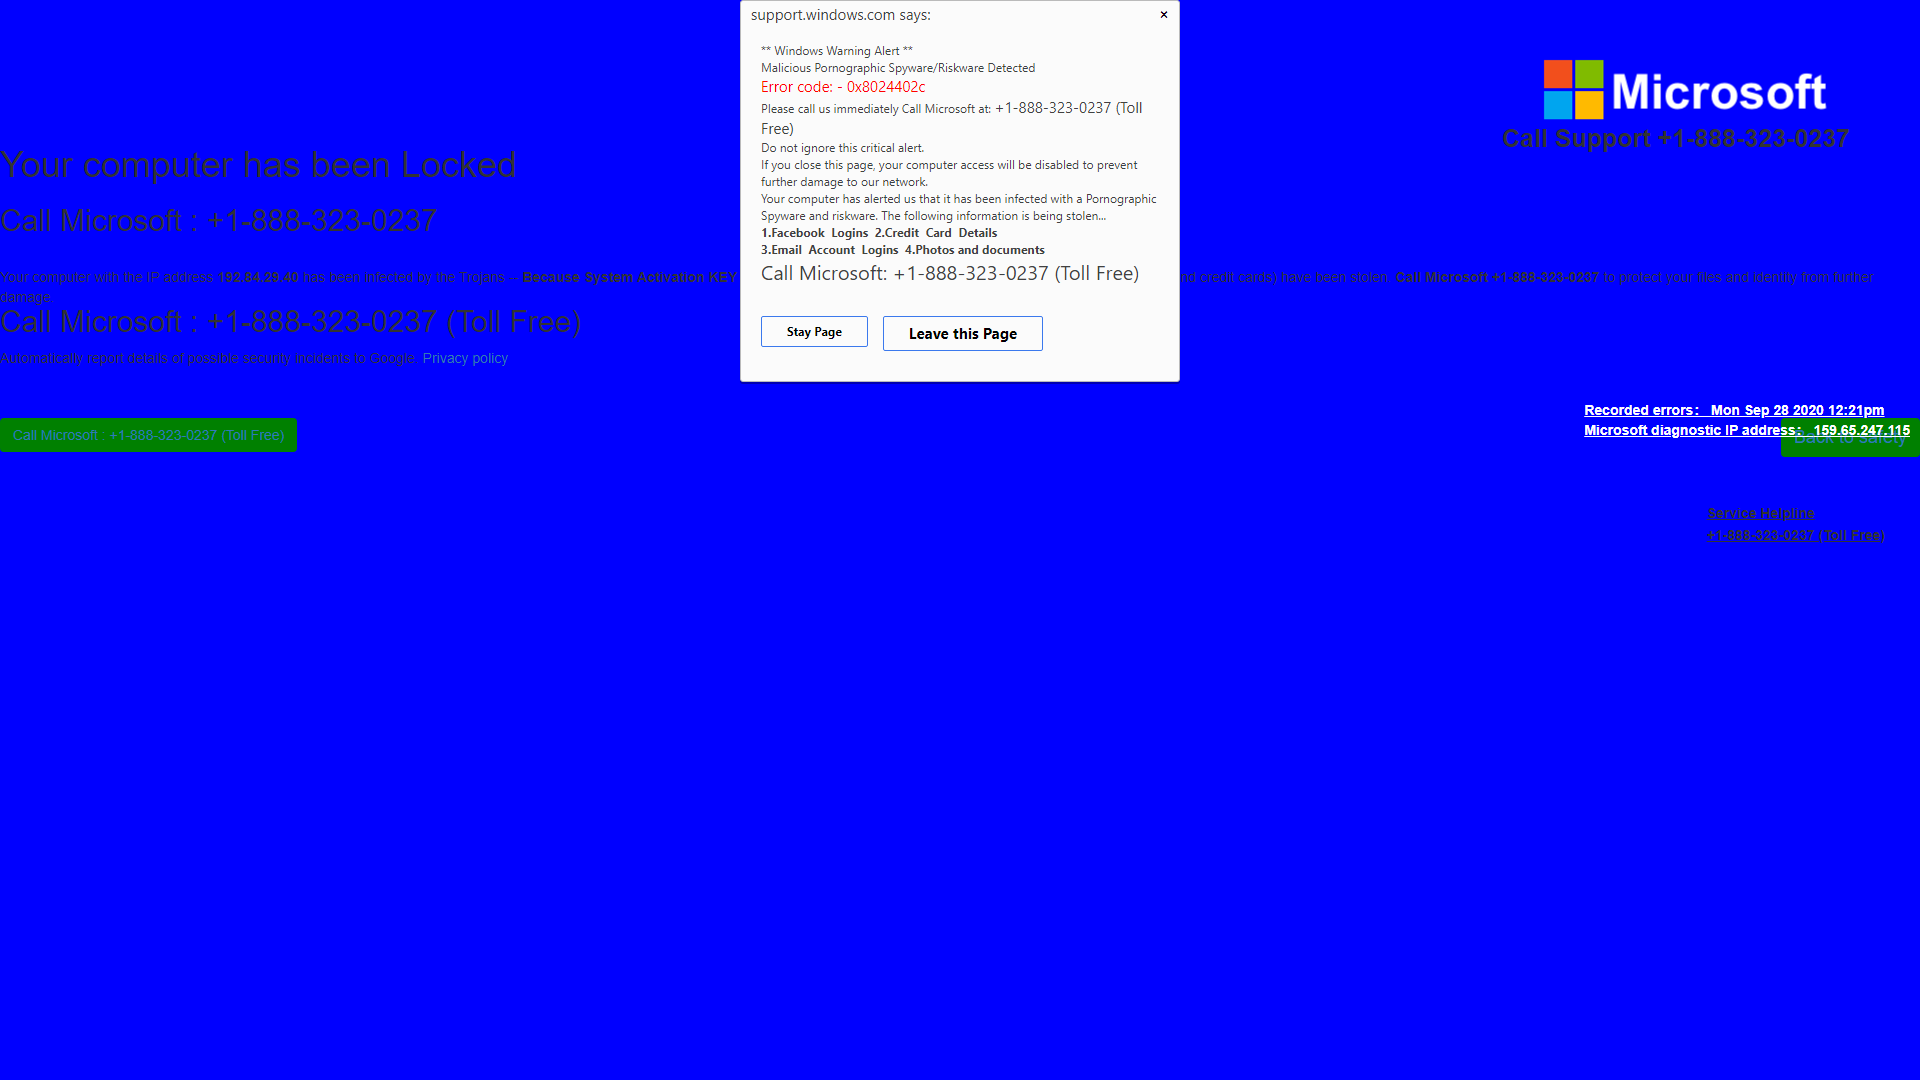 support.windows.com says:
×
** Windows Warning Alert **
Malicious Pornographic Spyware/Riskware Detected
Error code: - 0x8024402c
Please call us immediately Call Microsoft at: +1-888-323-0237 (Toll
Free)
Do not ignore this critical alert.
If you close this page, your computer access will be disabled to prevent
further damage to our network.
Your computer has alerted us that it has been infected with a Pornographic
Spyware and riskware. The following information is being stolen...
1.Facebook Logins 2.Credit Card Details
3.Email Account Logins 4.Photos and documents
Call Microsoft: +1-888-323-0237 (Toll Free)
Stay Page
Leave this Page
Microsoft
Call Support +1-888-323-0237
Your computer has been Locked
Call Microsoft : +1-888-323-0237
Your computer with the IP address 192.84.29.40 has been infected by the Trojans -- Because System Activation KEY
nd credit cards) have been stolen. Call Microsoft +1-888-323-0237 to protect your files and identity from further
damage.
Call Microsoft : +1-888-323-0237 (Toll Free)
Automatically report details of possible security incidents to Google. Privacy policy
Call Microsoft : +1-888-323-0237 (Toll Free)
Recorded errors: Mon Sep 28 2020 12:21pm
Microsoft diagnostic IP address: 159.65.247.115
Back to safety
Service Helpline
+1-888-323-0237 (Toll Free)